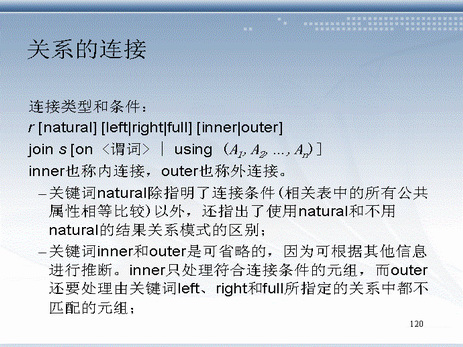 关系的连接
连接类型和条件：
r [natural] [left|right|full] [inner|outer]
join s [on <谓词> | using (A1, A2, …, An)]
inner也称内连接，outer也称外连接。
–关键词natural除指明了连接条件(相关表中的所有公共
属性相等比较)以外，还指出了使用natural和不用
natural的结果关系模式的区别；
–关键词inner和outer是可省略的，因为可根据其他信息
进行推断。inner只处理符合连接条件的元组，而outer
还要处理由关键词left、right和full所指定的关系中都不
匹配的元组；
120